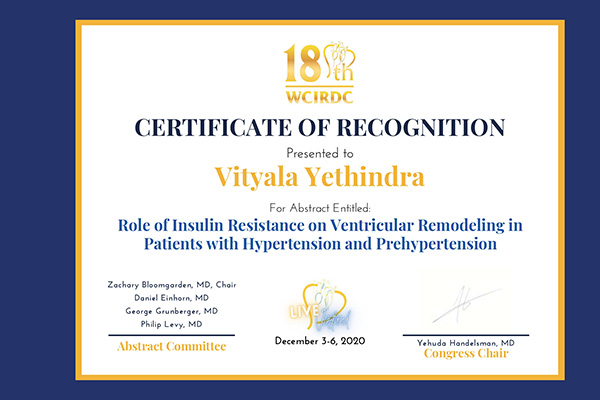 18th
WCIRDC
CERTIFICATE OF RECOGNITION
Presented to
Vityala Yethindra
For Abstract Entitled:
Role of Insulin Resistance on Ventricular Remodeling in
Patients with Hypertension and Prehypertension
Zachary Bloomgarden, MD, Chair
Daniel Einhorn, MD
George Grunberger, MD
Philip Levy, MD
Abstract Committee
LIVE
Virtual
December 3-6, 2020
Yehuda Handelsman, MD
Congress Chair